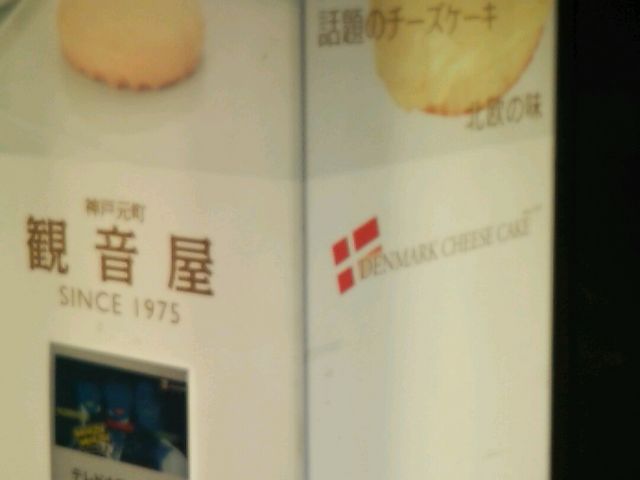 話題のチーズケーキ
北欧の味
神戸元町
観音屋
SINCE 1975
DENMARK CHEESE CAKE